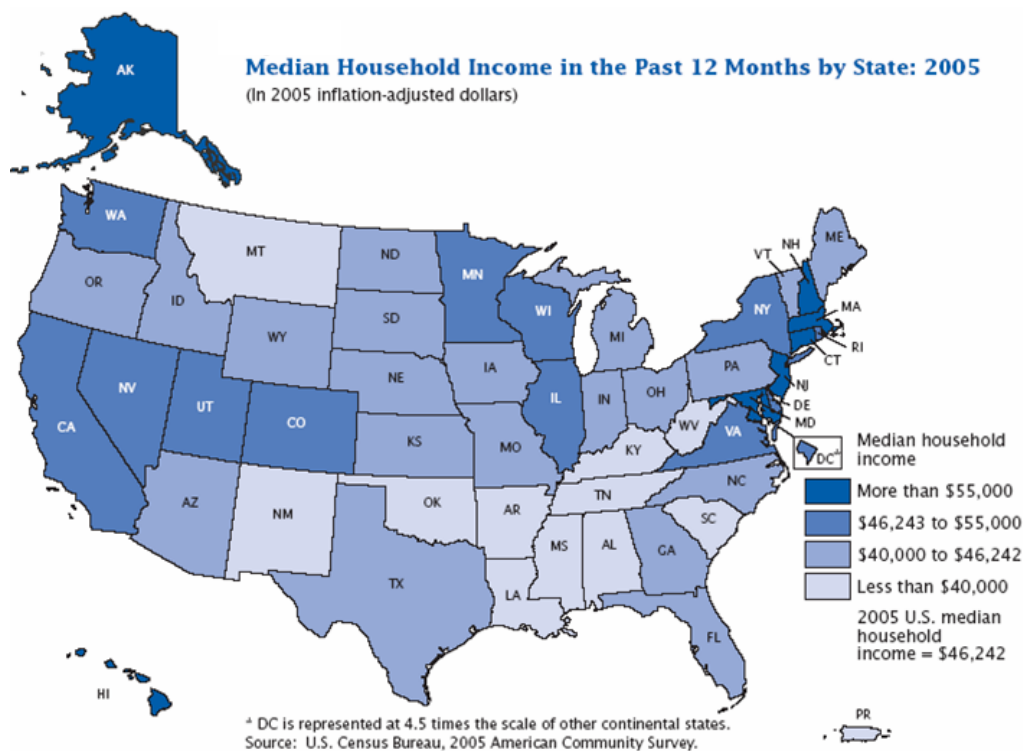 AK
Median Household Income in the Past 12 Months by State: 2005
(In 2005 inflation-adjusted dollars)
WA
MT
ND
MN
ME
VT
NH
OR
ID
WY
SD
WI
MI
NY
MA
RI
CT
NV
UT
CO
CA
NE
KS
IA
MO
IL
IN
OH
PA
NJ
DE
MD
WV
VA
KY
DC
AZ
NM
OK
AR
TN
NC
SC
TX
LA
MS
AL
GA
FL
HI
PR
Median household
income
More than $55,000
$46,243 to $55,000
$40,000 to $46,242
Less than $40,000
2005 U.S. median
household
income = $46,242
DC is represented at 4.5 times the scale of other continental states.
Source: U.S. Census Bureau, 2005 American Community Survey.